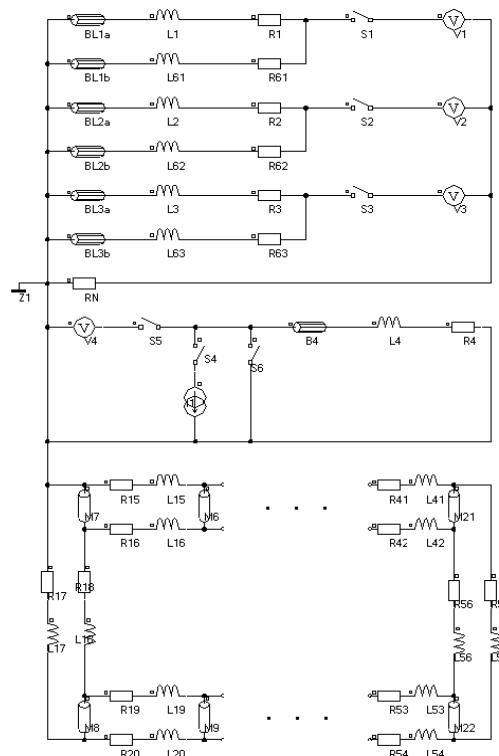 BL1a L1 R1 S1 V1
BL1b L61 R61
BL2a L2 R2 S2 V2
BL2b L62 R62
BL3a L3 R3 S3 V3
BL3b L63 R63
Z1 RN
V4 S5 B4 L4 R4
S4 S6
R15 L15 R41 L41
M7 M6 M21
R16 L16 R42 L42
R17 R18 R56
L17 L56
R19 L19 R53 L53
M8 M9 M22
R20 L20 R54 L54